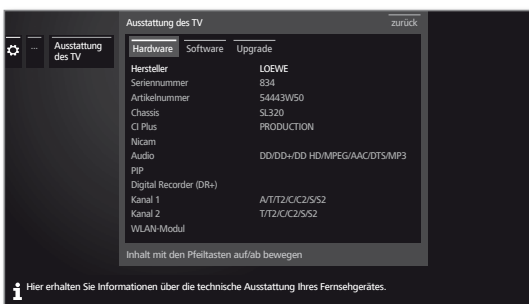 Ausstattung des TV zurück
... Ausstattung
des TV
Hardware Software Upgrade
Hersteller LOEWE
Seriennummer 834
Artikelnummer 54443W50
Chassis SL320
CI Plus PRODUCTION
Nicam
Audio DD/DD+/DD HD/MPEG/AAC/DTS/MP3
PIP
Digital Recorder (DR+)
Kanal 1 A/T/T2/C/C2/S/S2
Kanal 2 T/T2/C/C2/S/S2
WLAN-Modul
Inhalt mit den Pfeiltasten auf/ab bewegen
Hier erhalten Sie Informationen über die technische Ausstattung Ihres Fernsehgerätes.